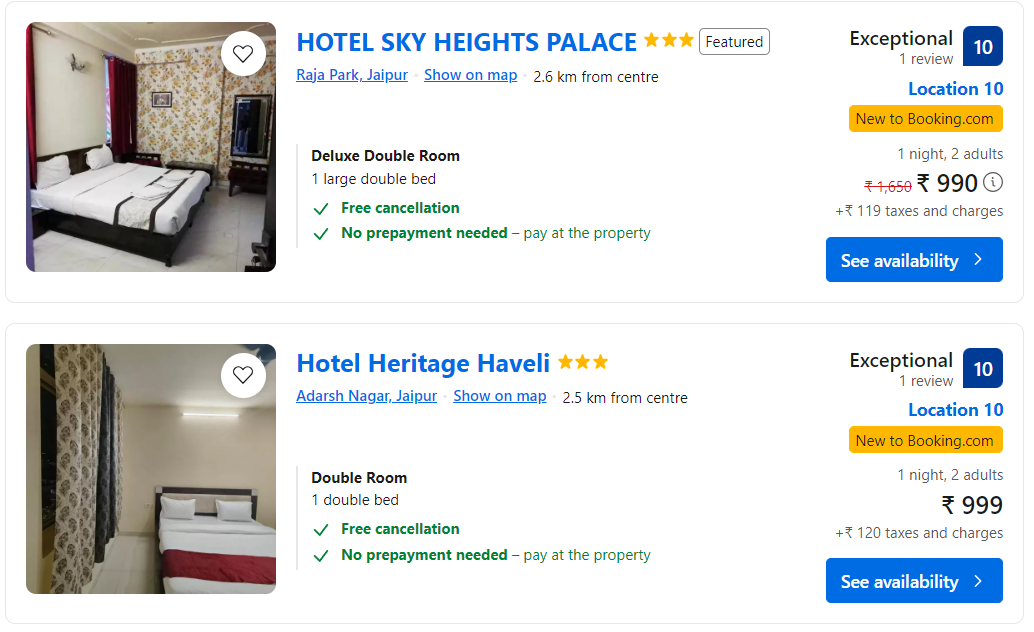 HOTEL SKY HEIGHTS PALACE Featured
Raja Park, Jaipur · Show on map · 2.6 km from centre
Deluxe Double Room
1 large double bed
Free cancellation
No prepayment needed – pay at the property
Exceptional 10
1 review
Location 10
New to Booking.com
1 night, 2 adults
₹ 1,650 ₹ 990
+₹ 119 taxes and charges
See availability
Hotel Heritage Haveli
Adarsh Nagar, Jaipur · Show on map · 2.5 km from centre
Double Room
1 double bed
Free cancellation
No prepayment needed – pay at the property
Exceptional 10
1 review
Location 10
New to Booking.com
1 night, 2 adults
₹ 999
+₹ 120 taxes and charges
See availability